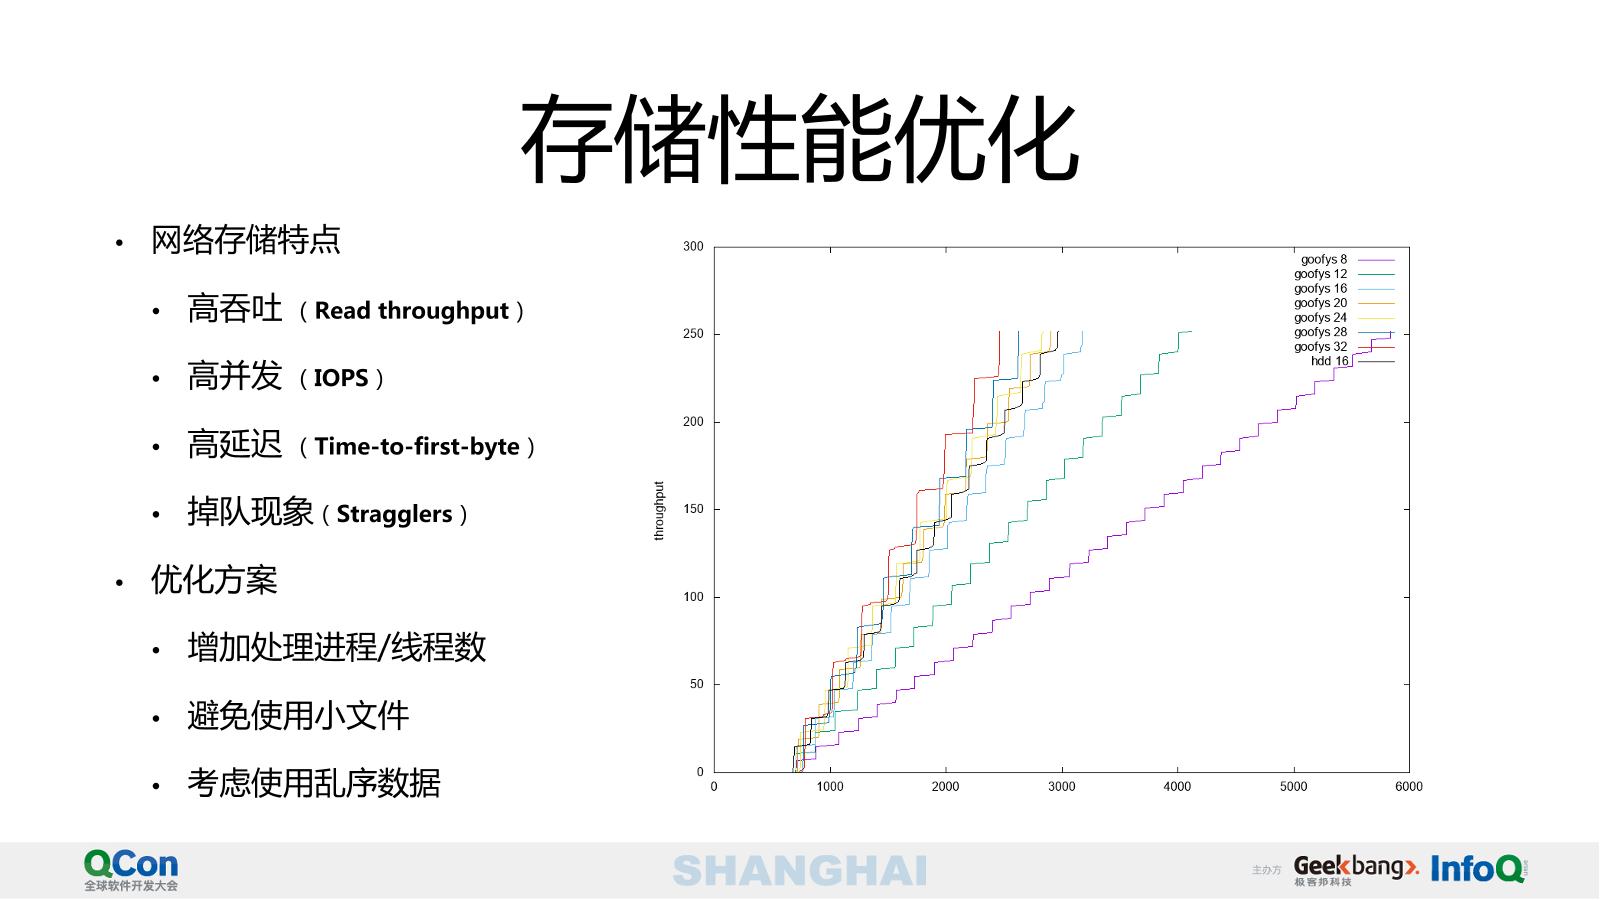 存储性能优化
• 网络存储特点
• 高吞吐（Read throughput）
• 高并发（IOPS）
• 高延迟（Time-to-first-byte）
• 掉队现象（Stragglers）
• 优化方案
• 增加处理进程/线程数
• 避免使用小文件
• 考虑使用乱序数据
300
250
200
150
100
50
0
throughput
0 1000 2000 3000 4000 5000 6000
goofys 8
goofys 12
goofys 16
goofys 20
goofys 24
goofys 28
goofys 32
hdd 16
QCon
全球软件开发大会
SHANGHAI
主办方
Geekbang>.
极客邦科技
InfoQ